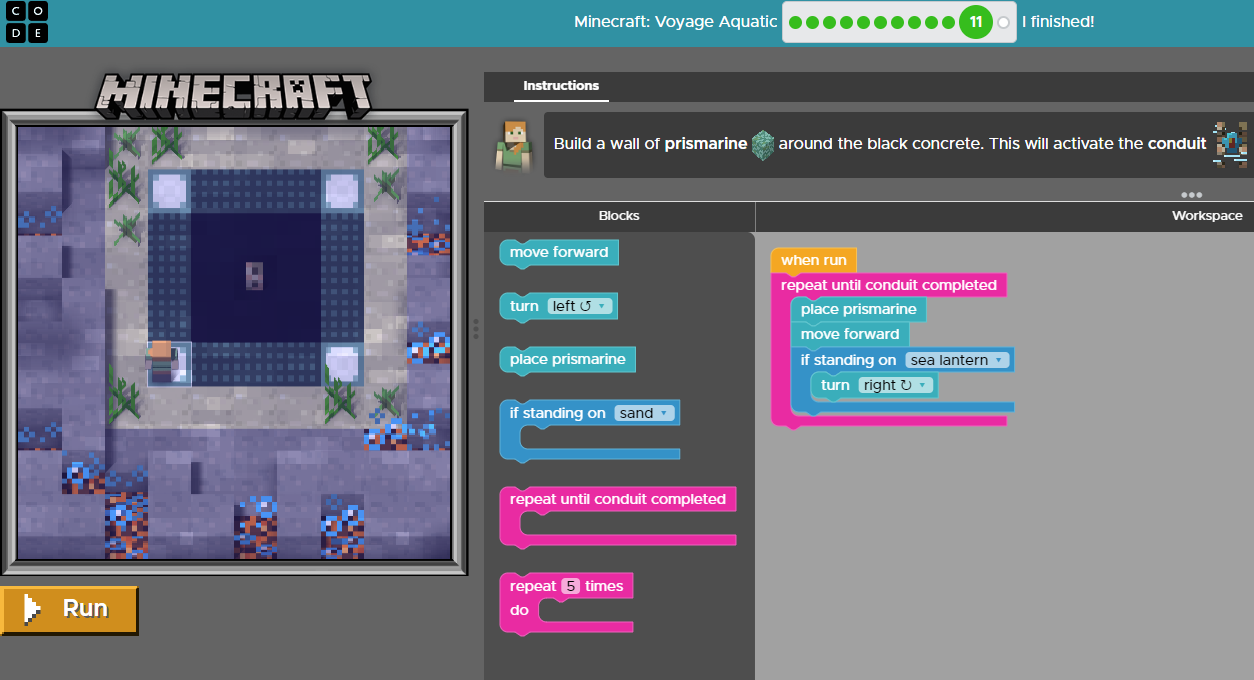 C O
D E
Minecraft: Voyage Aquatic
11
I finished!
MINECRAFT
Instructions
Build a wall of prismarine around the black concrete. This will activate the conduit
Blocks
Workspace
move forward
turn left ↺
place prismarine
if standing on sand
repeat until conduit completed
repeat 5 times
do
when run
repeat until conduit completed
place prismarine
move forward
if standing on sea lantern
turn right ↻
Run